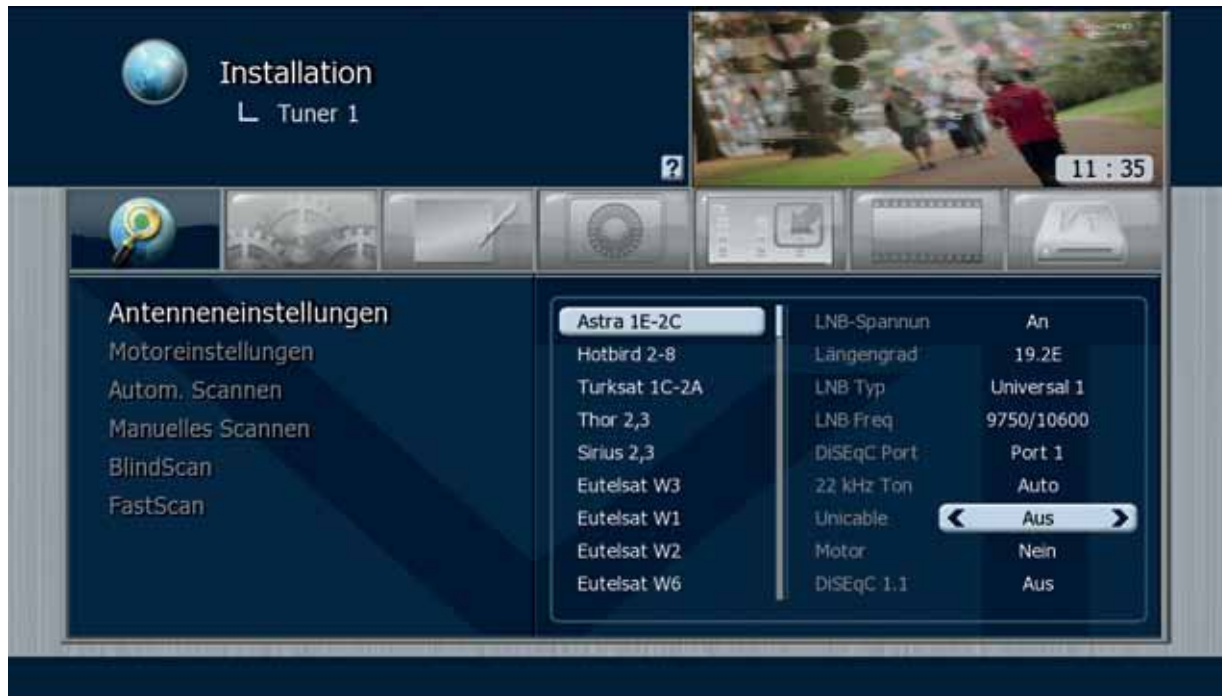 Installation
Tuner 1
?
11 : 35
Antenneneinstellungen
Motoreinstellungen
Autom. Scannen
Manuelles Scannen
BlindScan
FastScan
Astra 1E-2C
Hotbird 2-8
Turksat 1C-2A
Thor 2,3
Sirius 2,3
Eutelsat W3
Eutelsat W1
Eutelsat W2
Eutelsat W6
LNB-Spannun An
Längengrad 19.2E
LNB Typ Universal 1
LNB Freq 9750/10600
DiSEqC Port Port 1
22 kHz Ton Auto
Unicable Aus
Motor Nein
DiSEqC 1.1 Aus